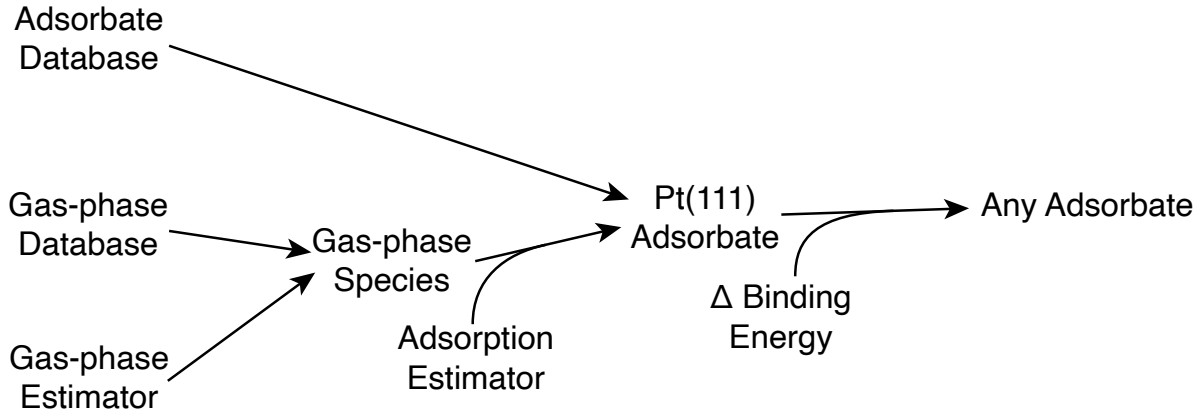 Adsorbate
Database
Gas-phase
Database
Gas-phase
Estimator
Gas-phase
Species
Adsorption
Estimator
Pt(111)
Adsorbate
Δ Binding
Energy
Any Adsorbate